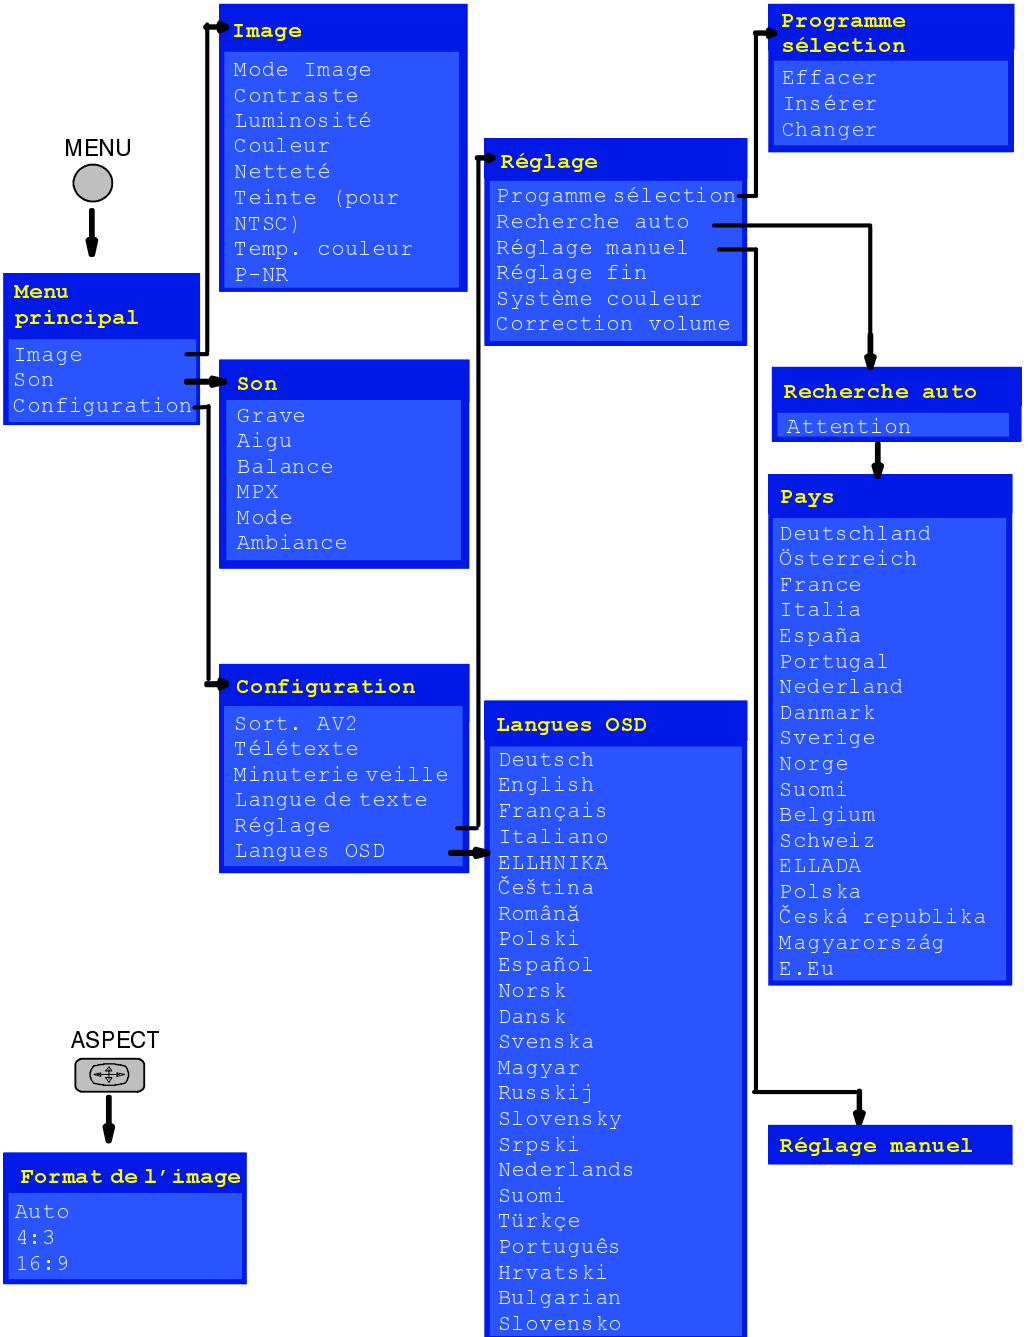 MENU
Menu
principal
Image
Son
Configuration
Image
Mode Image
Contraste
Luminosité
Couleur
Netteté
Teinte (pour
NTSC)
Temp. couleur
P-NR
Son
Grave
Aigu
Balance
MPX
Mode
Ambiance
Configuration
Sort. AV2
Télétexte
Minuterie veille
Langue de texte
Réglage
Langues OSD
Réglage
Progamme sélection
Recherche auto
Réglage manuel
Réglage fin
Système couleur
Correction volume
Langues OSD
Deutsch
English
Français
Italiano
ELLHNIKA
Čeština
Română
Polski
Español
Norsk
Dansk
Svenska
Magyar
Russkij
Slovensky
Srpski
Nederlands
Suomi
Türkçe
Português
Hrvatski
Bulgarian
Slovensko
Programme
sélection
Effacer
Insérer
Changer
Recherche auto
Attention
Pays
Deutschland
Österreich
France
Italia
España
Portugal
Nederland
Danmark
Sverige
Norge
Suomi
Belgium
Schweiz
ELLADA
Polska
Česká republika
Magyarország
E.Eu
Réglage manuel
ASPECT
Format de l'image
Auto
4:3
16:9